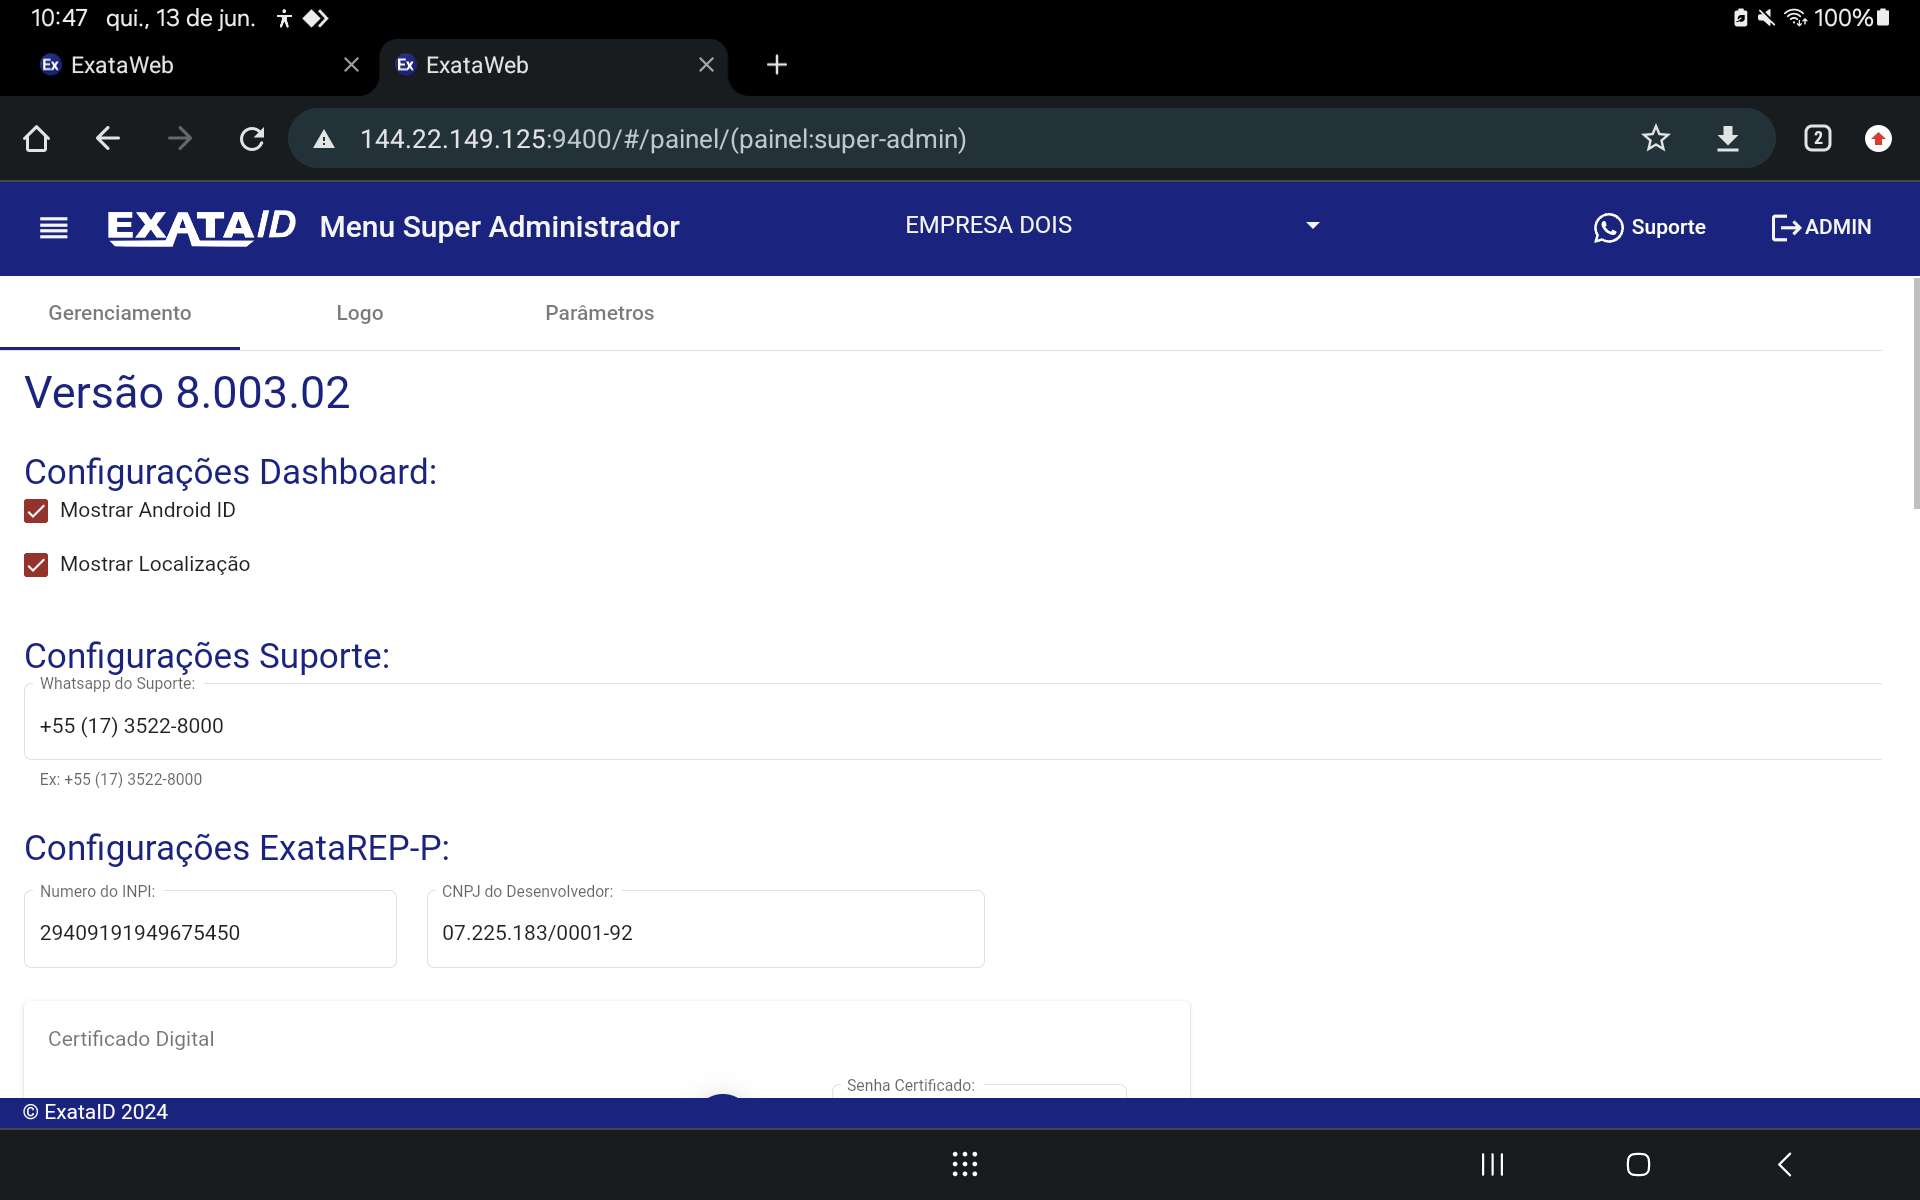 10:47 qui., 13 de jun. 100%
Ex ExataWeb
Ex ExataWeb
144.22.149.125:9400/#/painel/(painel:super-admin)
2
EXATAID Menu Super Administrador EMPRESA DOIS Suporte ADMIN
Gerenciamento Logo Parâmetros
Versão 8.003.02
Configurações Dashboard:
Mostrar Android ID
Mostrar Localização
Configurações Suporte:
Whatsapp do Suporte:
+55 (17) 3522-8000
Ex: +55 (17) 3522-8000
Configurações ExataREP-P:
Numero do INPI: CNPJ do Desenvolvedor:
29409191949675450 07.225.183/0001-92
Certificado Digital
Senha Certificado:
© ExataID 2024